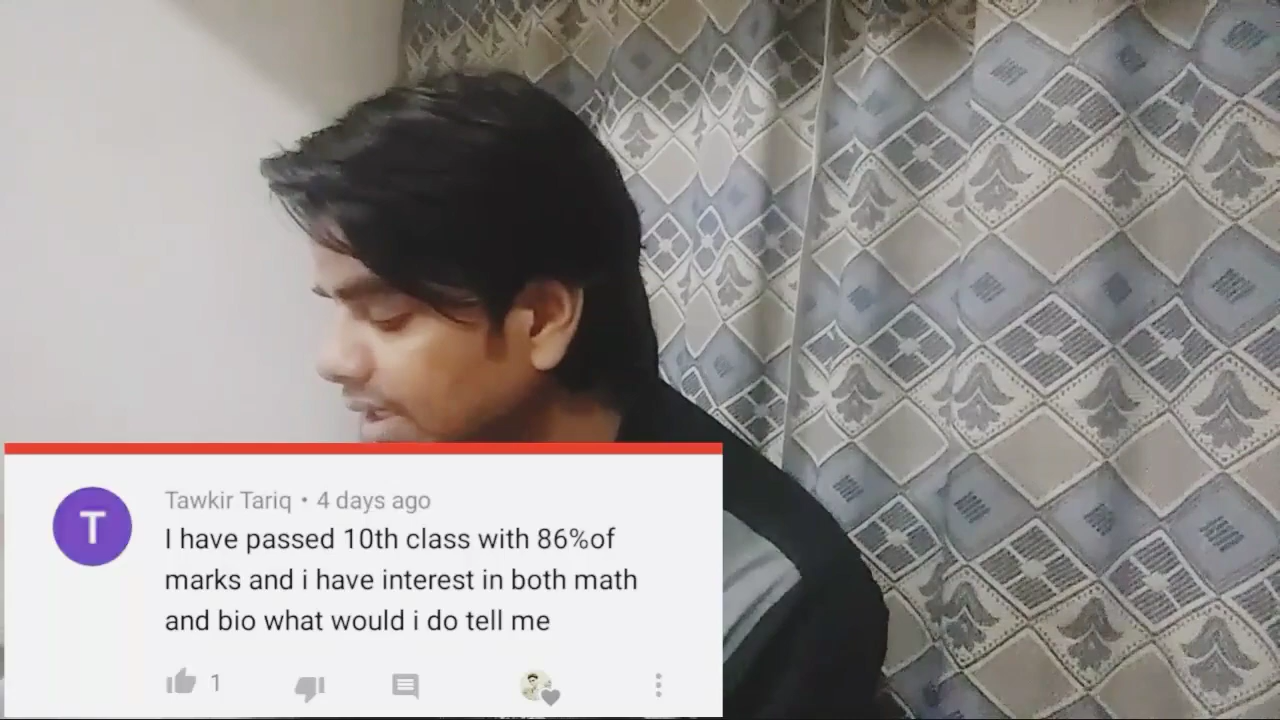 T
Tawkir Tariq • 4 days ago
I have passed 10th class with 86%of
marks and i have interest in both math
and bio what would i do tell me
1